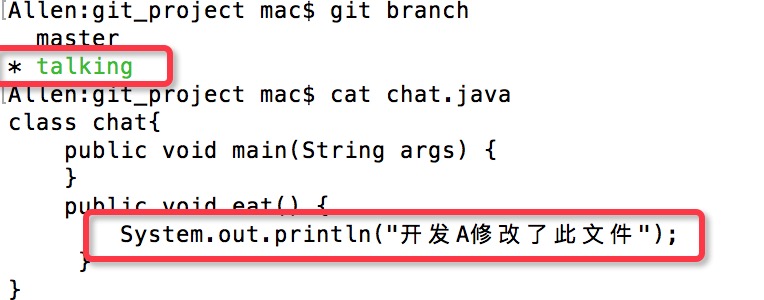 [Allen:git_project mac$ git branch
  master
* talking
[Allen:git_project mac$ cat chat.java
class chat{
    public void main(String args) {
    }
    public void eat() {
        System.out.println("开发A修改了此文件");
     }
}